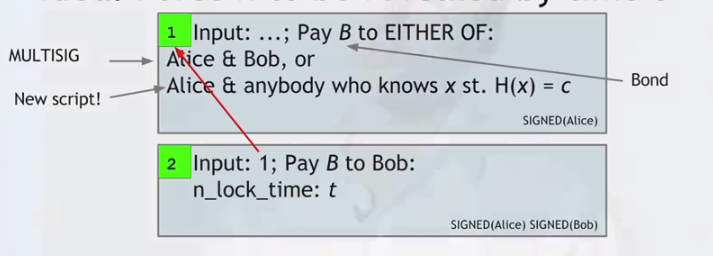 1 Input: ...; Pay B to EITHER OF:
MULTISIG
Alice & Bob, or
New script!
Alice & anybody who knows x st. H(x) = c
Bond
SIGNED(Alice)
2 Input: 1; Pay B to Bob:
n_lock_time: t
SIGNED(Alice) SIGNED(Bob)